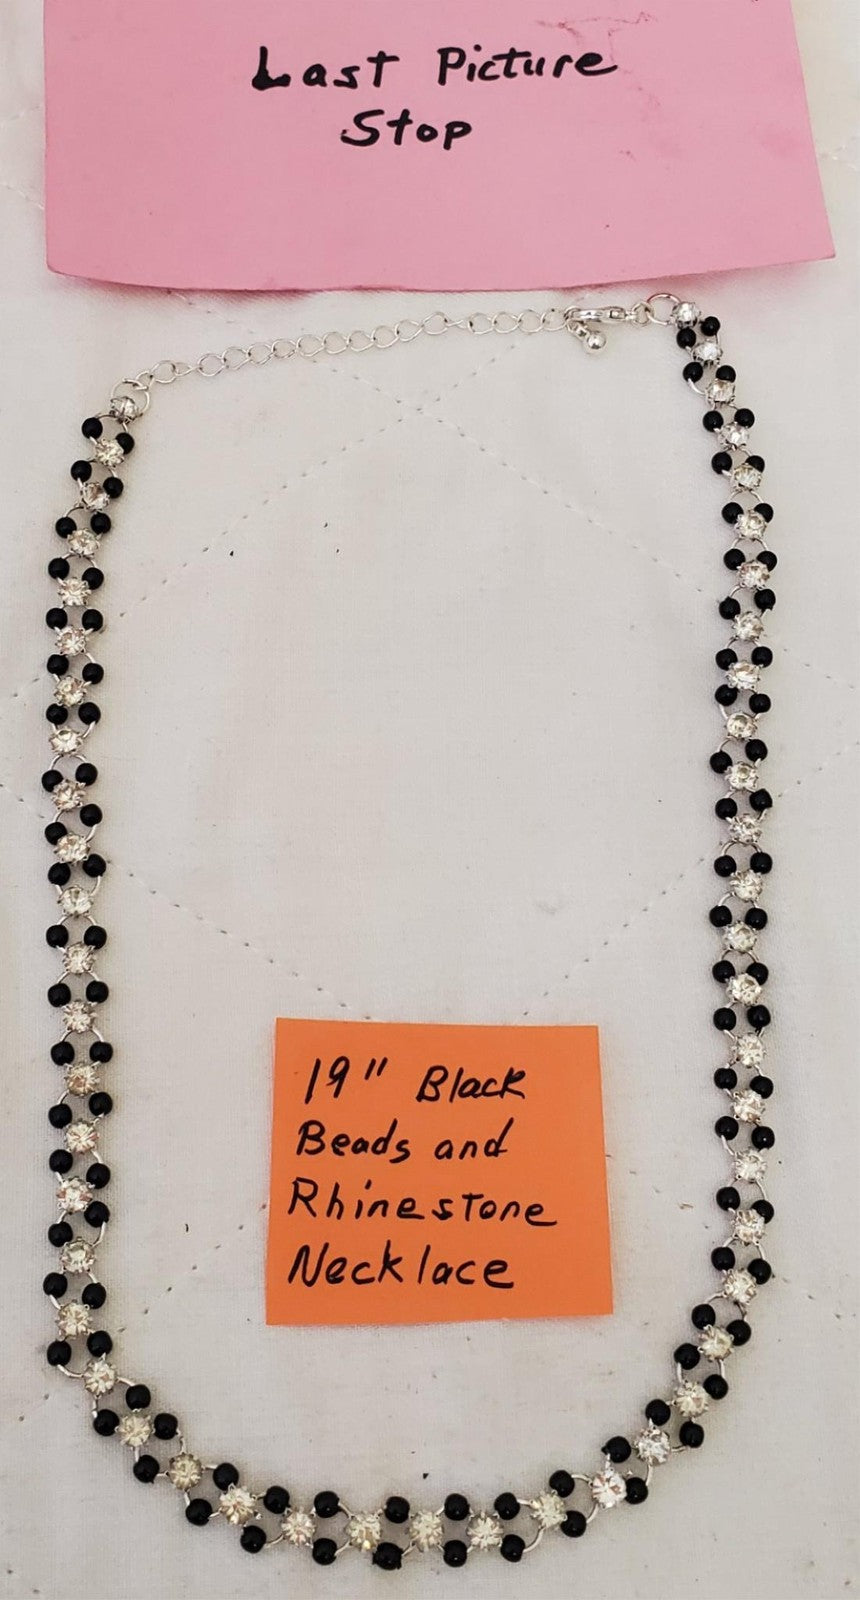 Last Picture
Stop
19" Black
Beads and
Rhinestone
Necklace